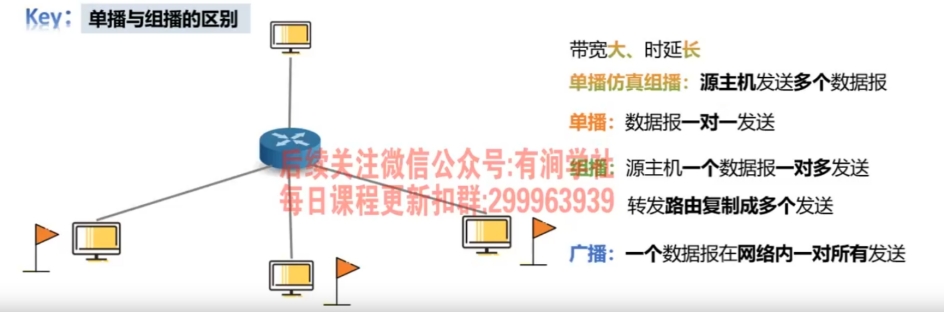 Key：单播与组播的区别
带宽大、时延长
单播仿真组播：源主机发送多个数据报
单播：数据报一对一发送
后续关注微信公众号:有涧学社
组播：源主机一个数据报一对多发送
每日课程更新扣群:299963939
转发路由复制成多个发送
广播：一个数据报在网络内一对所有发送